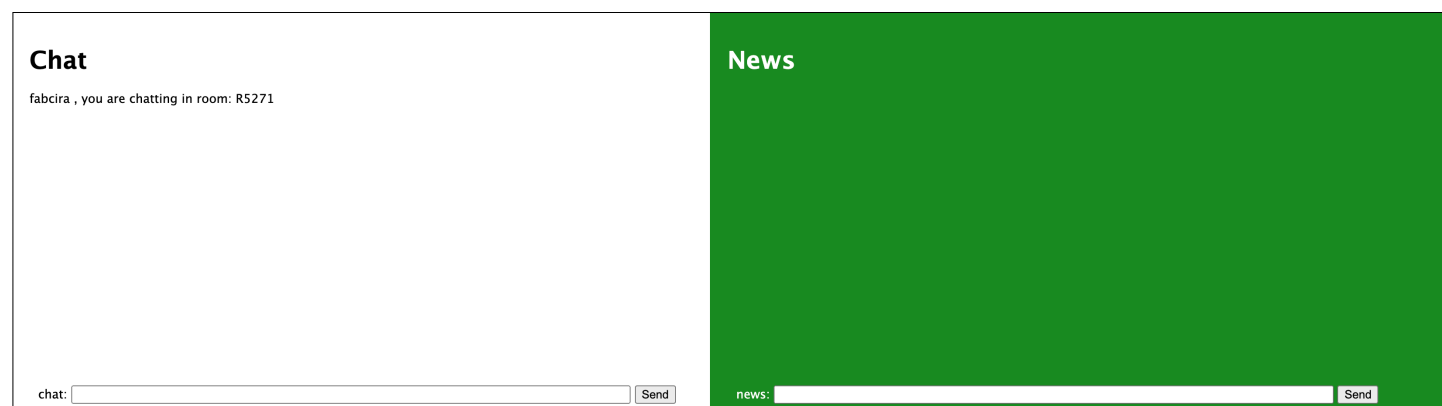 Chat
fabcira , you are chatting in room: R5271
chat:
Send
News
news:
Send